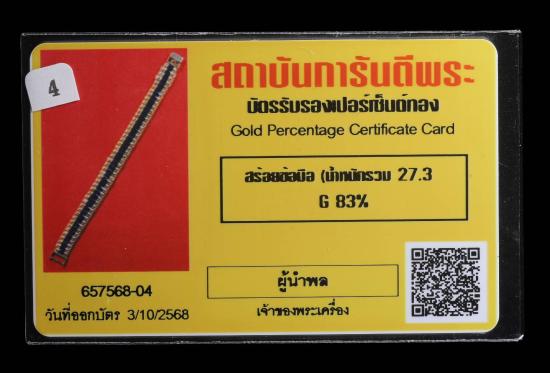 4
สถาบันการันตีพระ
บัตรรับรองเปอร์เซ็นต์ทอง
Gold Percentage Certificate Card
สร้อยข้อมือ (น้ำหนักรวม 27.3
G 83%
657568-04
วันที่ออกบัตร 3/10/2568
ผู้นำพล
เจ้าของพระเครื่อง